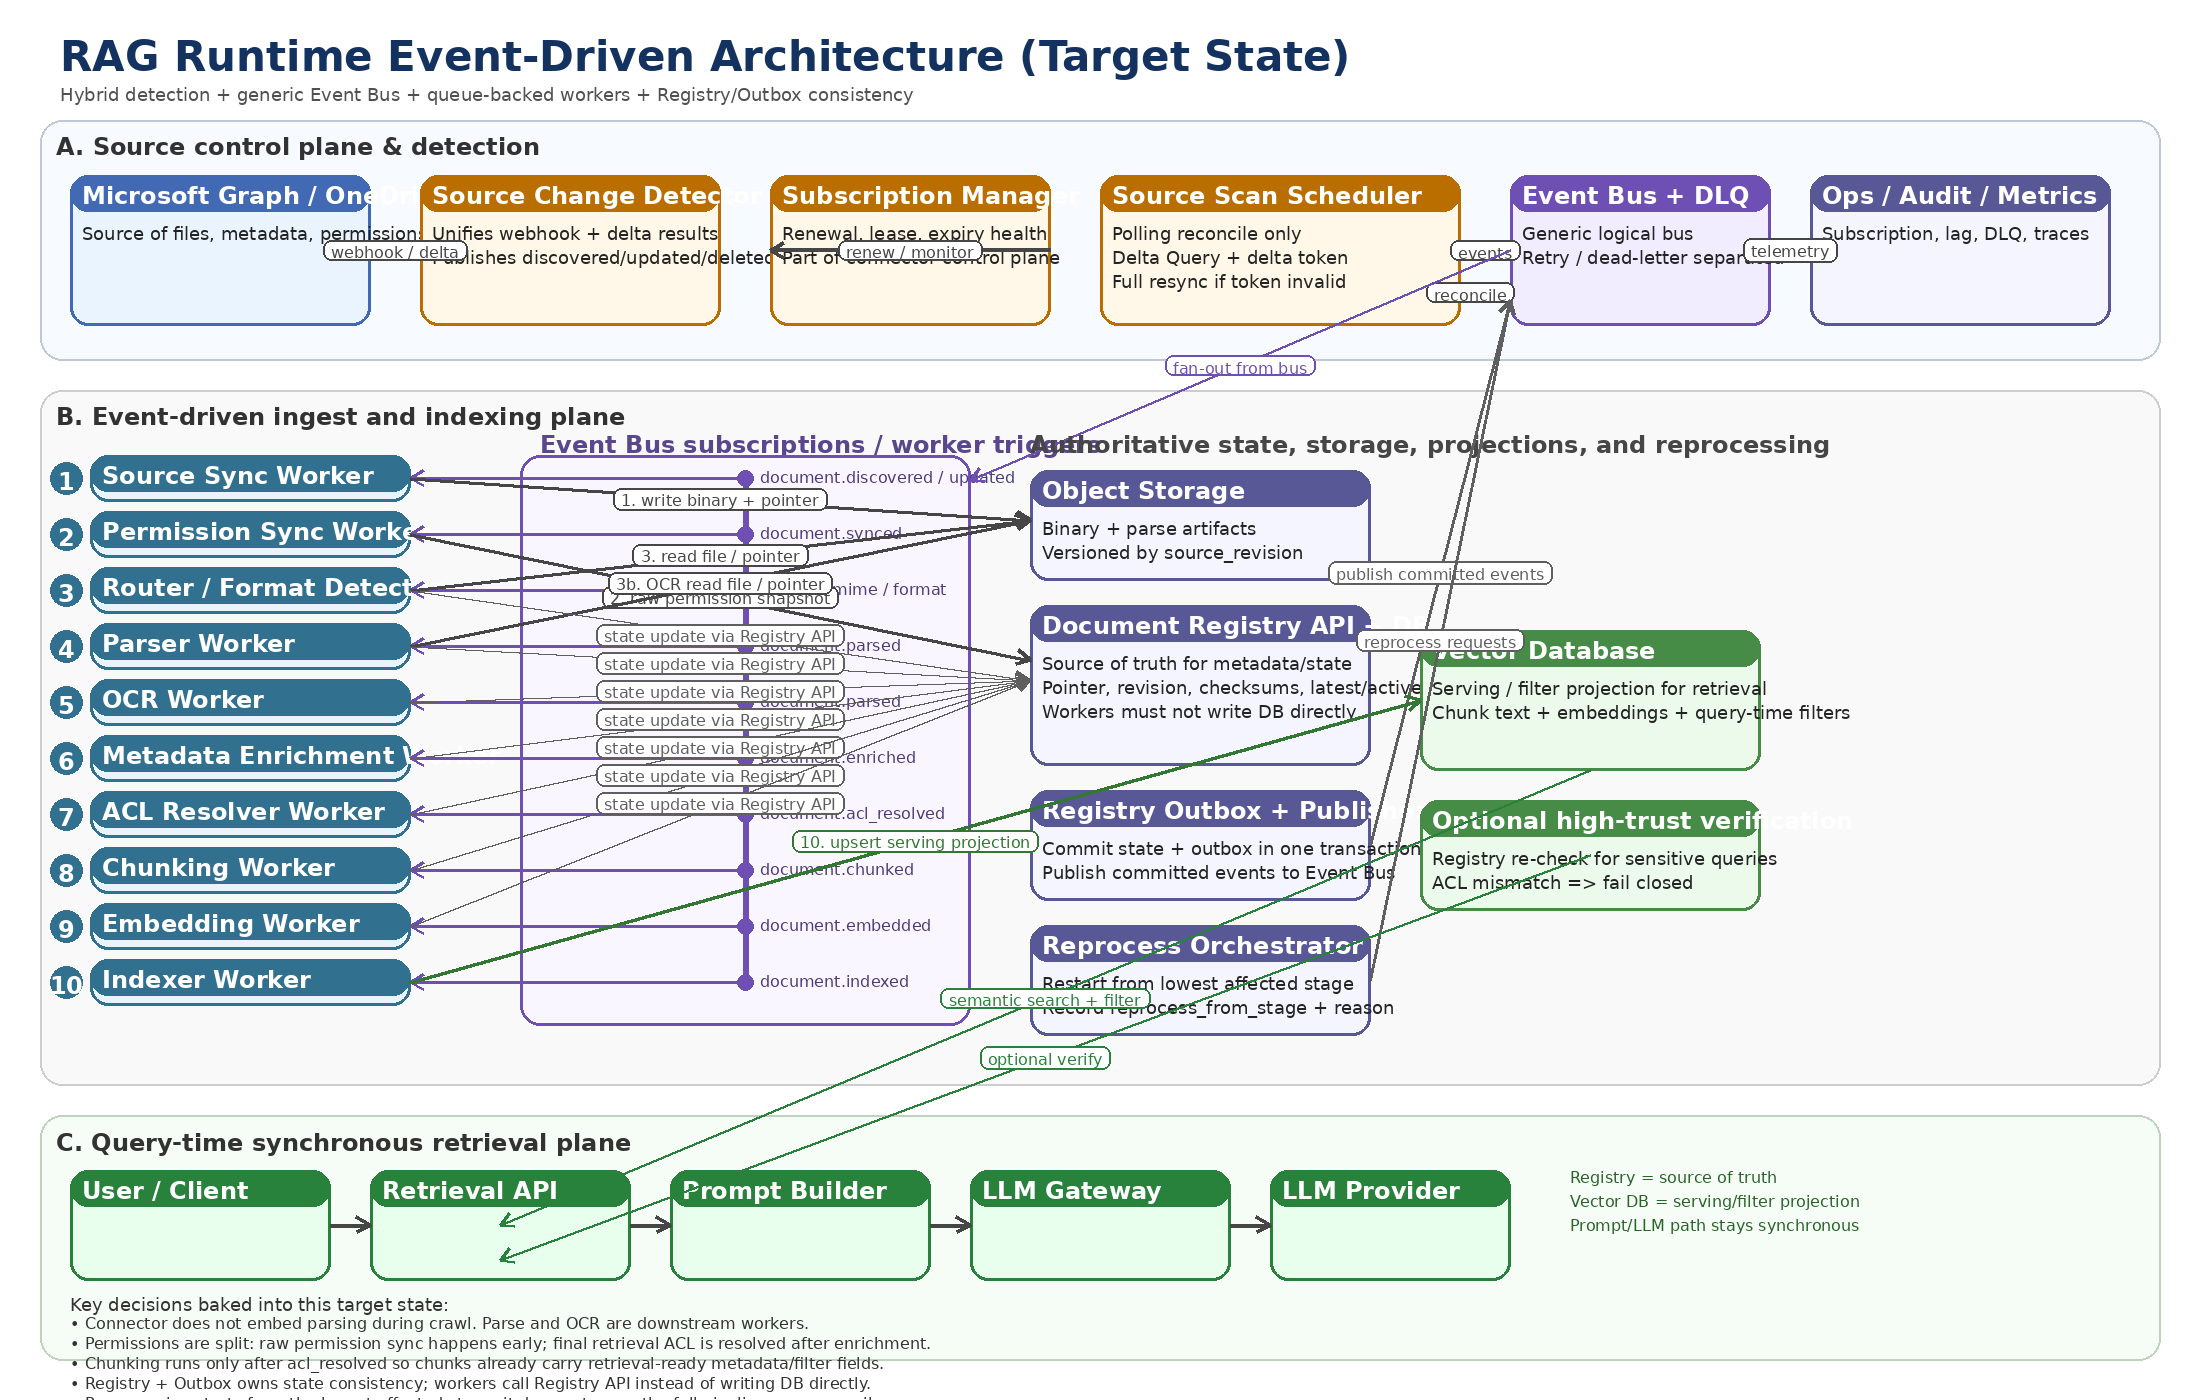 RAG Runtime Event-Driven Architecture (Target State)
Hybrid detection + generic Event Bus + queue-backed workers + Registry/Outbox consistency
A. Source control plane & detection
Microsoft Graph / OneDri
Source of files, metadata, permissions
webhook / delta
Source Change Detector
Unifies webhook + delta results
Publishes discovered/updated/deleted
Subscription Manager
Renewal, lease, expiry health
Part of connector control plane
renew / monitor
Source Scan Scheduler
Polling reconcile only
Delta Query + delta token
Full resync if token invalid
events
reconcile
Event Bus + DLQ
Generic logical bus
Retry / dead-letter separated
telemetry
Ops / Audit / Metrics
Subscription, lag, DLQ, traces
fan-out from bus
B. Event-driven ingest and indexing plane
Event Bus subscriptions / worker triggers
Authoritative state, storage, projections, and reprocessing
1 Source Sync Worker
2 Permission Sync Worke
3 Router / Format Detect
4 Parser Worker
5 OCR Worker
6 Metadata Enrichment W
7 ACL Resolver Worker
8 Chunking Worker
9 Embedding Worker
10 Indexer Worker
document.discovered / updated
1. write binary + pointer
document.synced
3. read file / pointer
3b. OCR read file / pointer
mime / format
2. raw permission snapshot
state update via Registry API
document.parsed
state update via Registry API
state update via Registry API
document.parsed
state update via Registry API
state update via Registry API
document.enriched
state update via Registry API
state update via Registry API
document.acl_resolved
10. upsert serving projection
document.chunked
document.embedded
document.indexed
Object Storage
Binary + parse artifacts
Versioned by source_revision
publish committed events
Document Registry API
Source of truth for metadata/state
Pointer, revision, checksums, latest/active
Workers must not write DB directly
reprocess requests
Vector Database
Serving / filter projection for retrieval
Chunk text + embeddings + query-time filters
Registry Outbox + Publish
Commit state + outbox in one transaction
Publish committed events to Event Bus
Optional high-trust verification
Registry re-check for sensitive queries
ACL mismatch => fail closed
Reprocess Orchestrator
Restart from lowest affected stage
Record reprocess_from_stage + reason
semantic search + filter
optional verify
C. Query-time synchronous retrieval plane
User / Client
Retrieval API
Prompt Builder
LLM Gateway
LLM Provider
Registry = source of truth
Vector DB = serving/filter projection
Prompt/LLM path stays synchronous
Key decisions baked into this target state:
• Connector does not embed parsing during crawl. Parse and OCR are downstream workers.
• Permissions are split: raw permission sync happens early; final retrieval ACL is resolved after enrichment.
• Chunking runs only after acl_resolved so chunks already carry retrieval-ready metadata/filter fields.
• Registry + Outbox owns state consistency; workers call Registry API instead of writing DB directly.